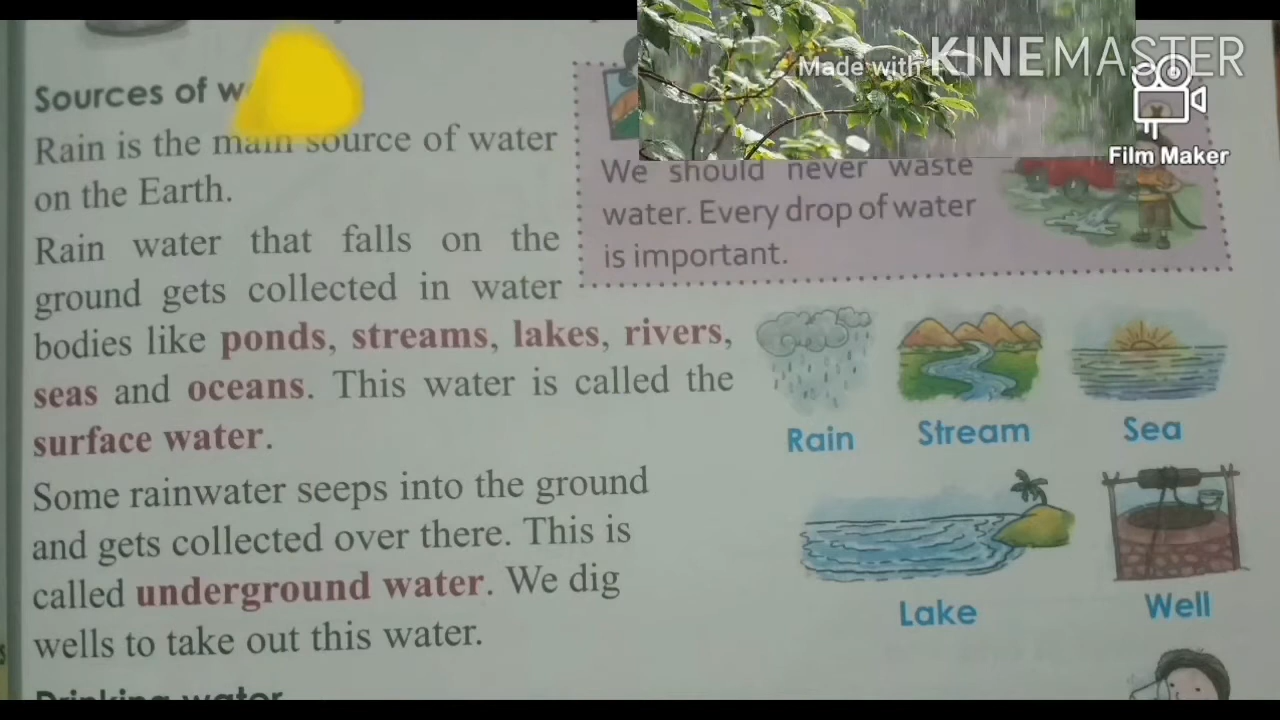 Sources of
Rain is the main source of water
on the Earth.
Rain water that falls on the
ground gets collected in water
bodies like ponds, streams, lakes, rivers,
seas and oceans. This water is called the
surface water.
Some rainwater seeps into the ground
and gets collected over there. This is
called underground water. We dig
wells to take out this water.
Drinking water
Made with KINEMASTER
Film Maker
We should never waste
water. Every drop of water
is important.
Rain
Stream
Sea
Lake
Well